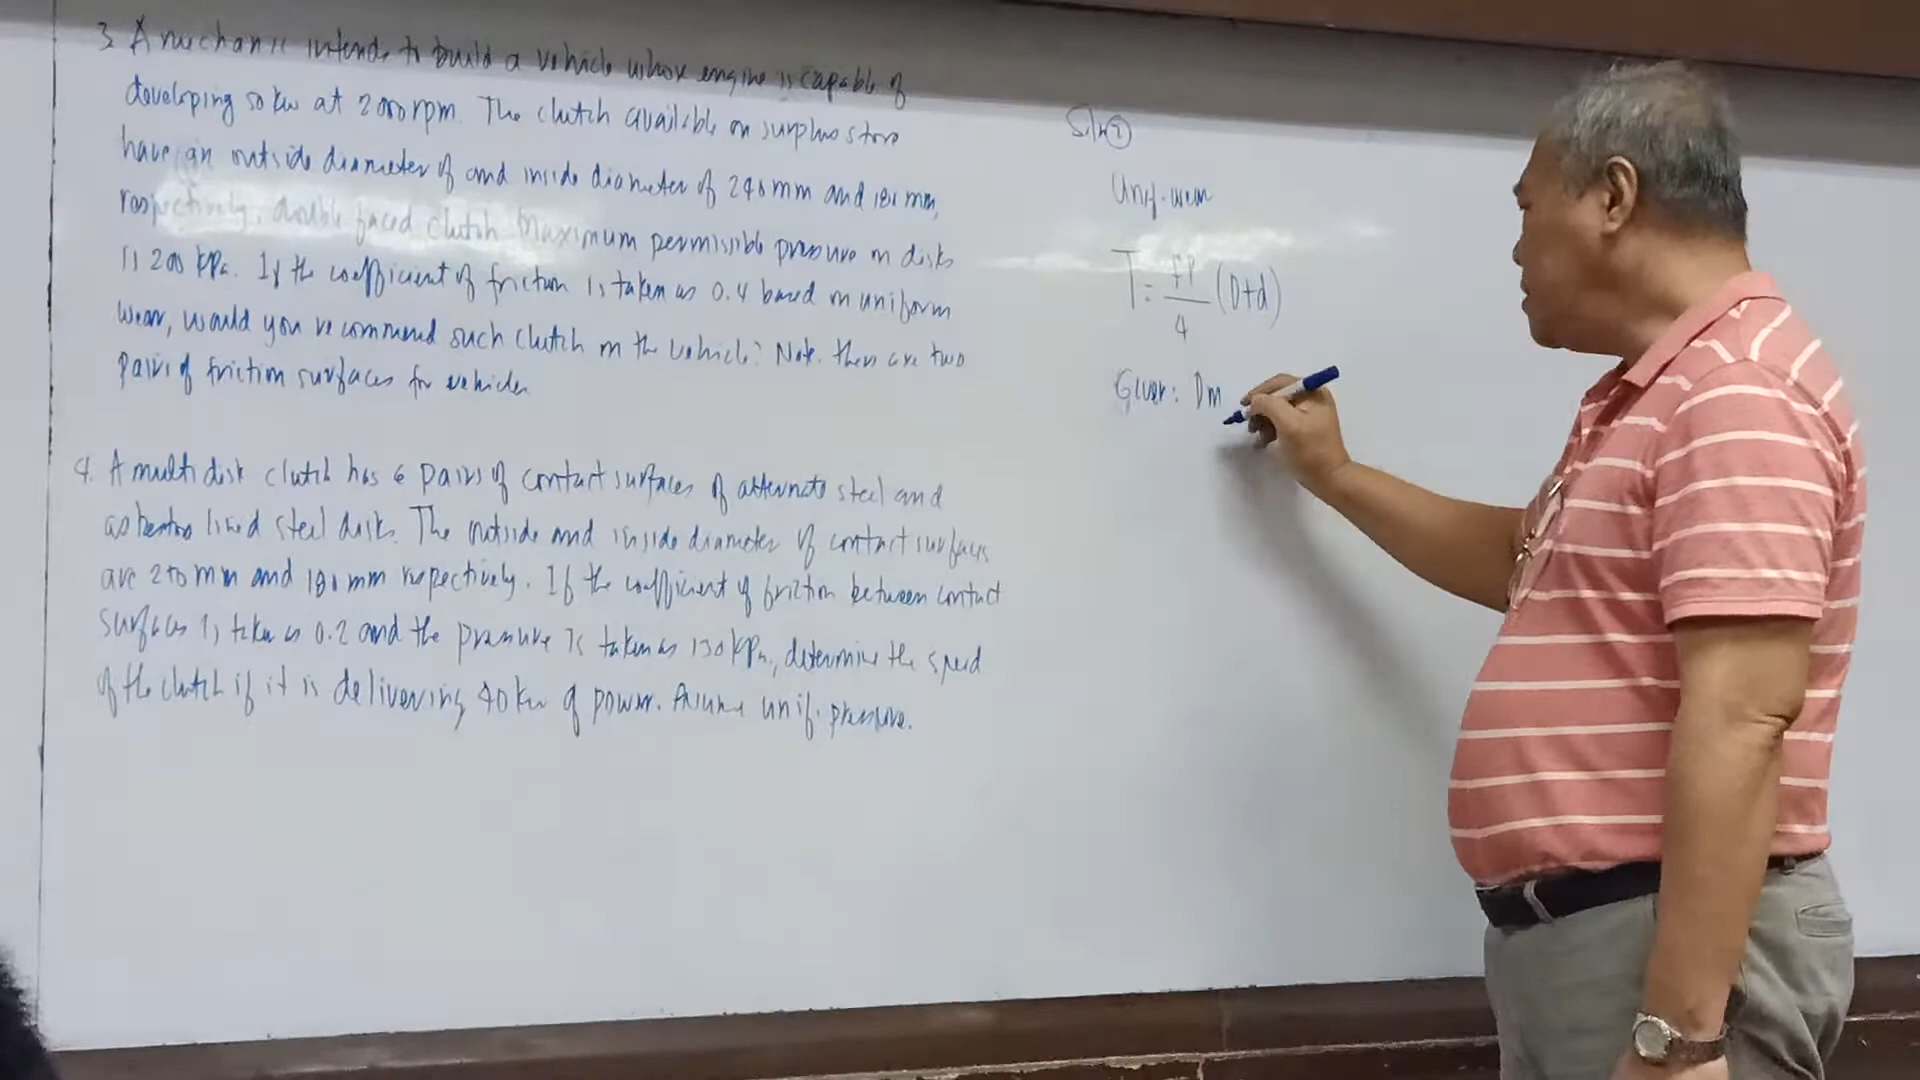 3. A mechanic intends to build a vehicle whose engine is capable of
developing 50 kw at 2000 rpm. The clutch available on surplus store
have an outside diameter of and inside diameter of 240 mm and 180 mm,
respectively, double faced clutch. Maximum permissible pressure on disks
is 200 kPa. If the coefficient of friction is taken as 0.4 based on uniform
wear, would you recommend such clutch on the vehicle? Note. there are two
pairs of friction surfaces for vehicles
4. A multi disk clutch has 6 pairs of contact surfaces of alternate steel and
asbestos lined steel disks. The outside and inside diameter of contact surfaces
are 250 mm and 180 mm respectively. If the coefficient of friction between contact
surfaces is taken as 0.2 and the pressure is taken as 130 kPa, determine the speed
of the clutch if it is delivering 40 kw of power. Assume unif. pressure.
Soln ②
Unif. wear
T = fP/4 (D+d)
Given: Dm